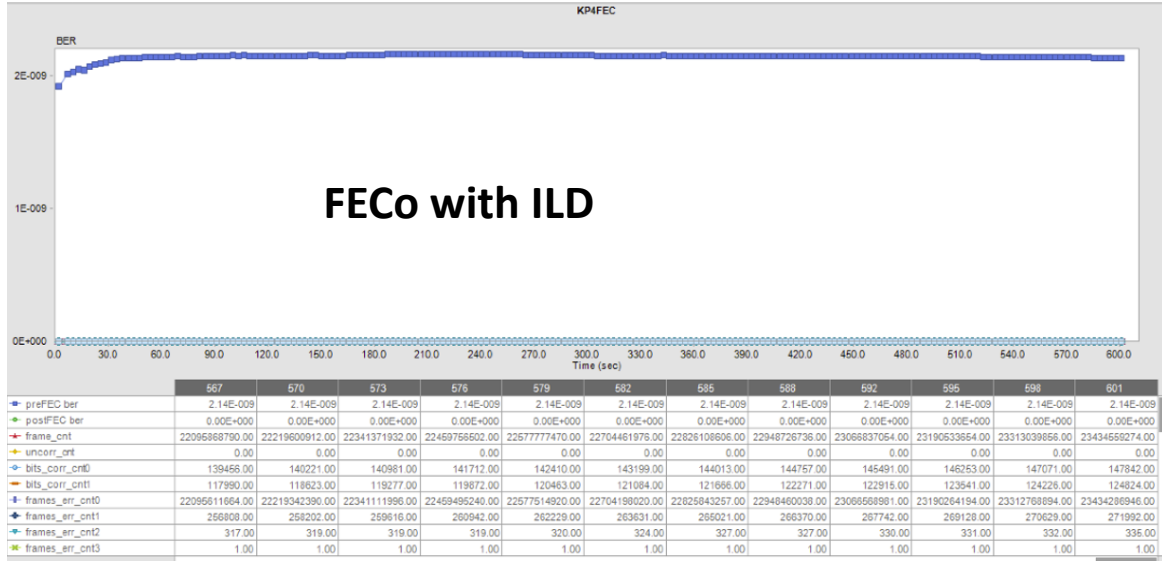 KP4FEC
BER
2E-009
1E-009
0E+000
FECo with ILD
0.0 30.0 60.0 90.0 120.0 150.0 180.0 210.0 240.0 270.0 300.0 330.0 360.0 390.0 420.0 450.0 480.0 510.0 540.0 570.0 600.0
Time (sec)
567 570 573 576 579 582 585 588 592 595 598 601
preFEC ber 2.14E-009 2.14E-009 2.14E-009 2.14E-009 2.14E-009 2.14E-009 2.14E-009 2.14E-009 2.14E-009 2.14E-009 2.14E-009 2.14E-009
postFEC ber 0.00E+000 0.00E+000 0.00E+000 0.00E+000 0.00E+000 0.00E+000 0.00E+000 0.00E+000 0.00E+000 0.00E+000 0.00E+000 0.00E+000
frame_cnt 22095868790.00 22219600912.00 22341371932.00 22459756502.00 22577777470.00 22704461976.00 22826108606.00 22948726736.00 23066837054.00 23190533654.00 23313039856.00 23434559274.00
uncorr_cnt 0.00 0.00 0.00 0.00 0.00 0.00 0.00 0.00 0.00 0.00 0.00 0.00
bits_corr_cnt0 139456.00 140221.00 140981.00 141712.00 142410.00 143199.00 144013.00 144757.00 145491.00 146253.00 147071.00 147842.00
bits_corr_cnt1 117990.00 118623.00 119277.00 119872.00 120463.00 121084.00 121666.00 122271.00 122915.00 123541.00 124226.00 124824.00
frames_err_cnt0 22095611664.00 22219342390.00 22341111996.00 22459495240.00 22577514920.00 22704198020.00 22825843257.00 22948460038.00 23066568981.00 23190264194.00 23312768894.00 23434286946.00
frames_err_cnt1 256808.00 258202.00 259616.00 260942.00 262229.00 263631.00 265021.00 266370.00 267742.00 269128.00 270629.00 271992.00
frames_err_cnt2 317.00 319.00 319.00 319.00 320.00 324.00 327.00 327.00 330.00 331.00 332.00 335.00
frames_err_cnt3 1.00 1.00 1.00 1.00 1.00 1.00 1.00 1.00 1.00 1.00 1.00 1.00